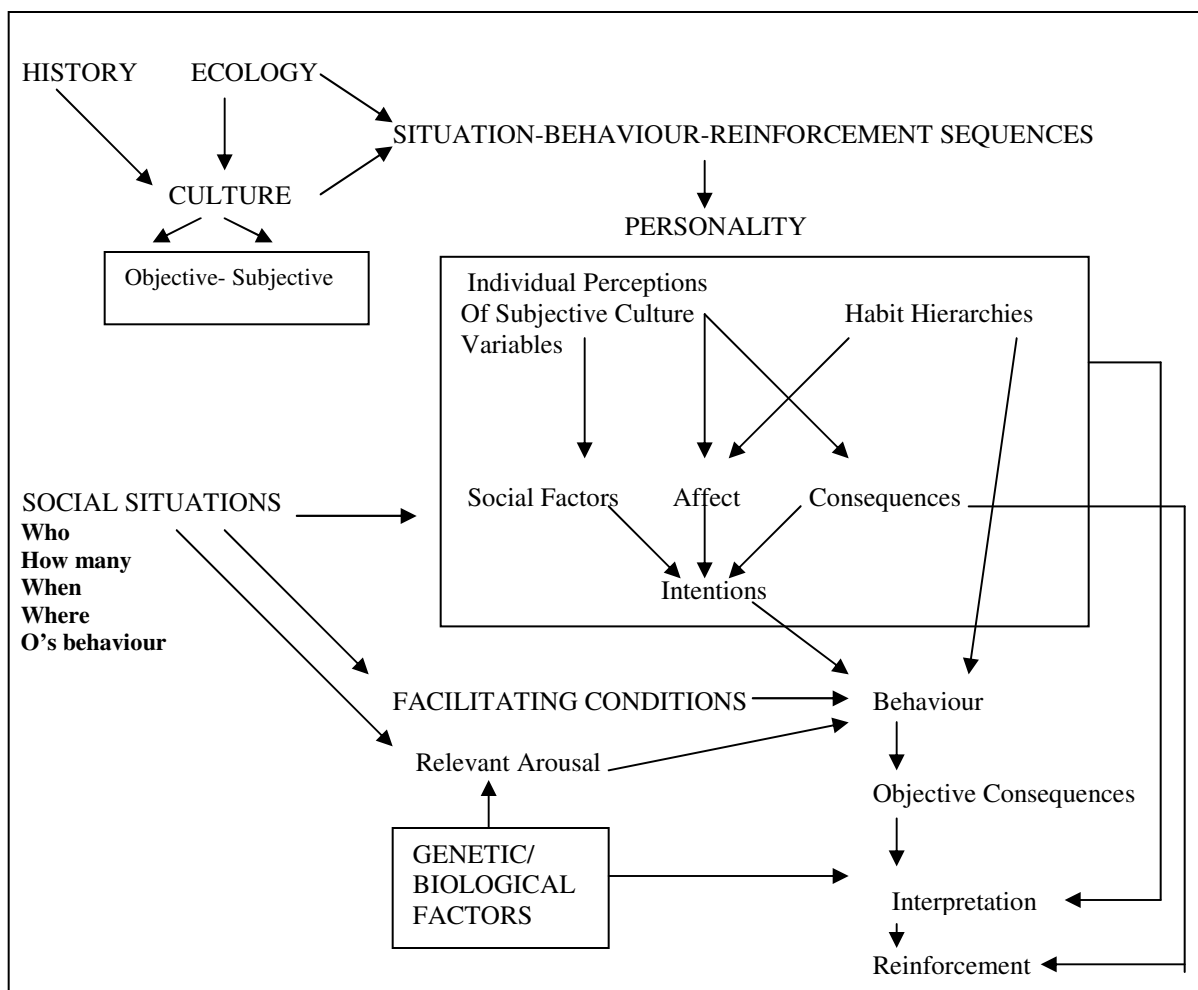 HISTORY
ECOLOGY
SITUATION-BEHAVIOUR-REINFORCEMENT SEQUENCES
CULTURE
PERSONALITY
Objective- Subjective
Individual Perceptions
Of Subjective Culture
Variables
Habit Hierarchies
SOCIAL SITUATIONS
Who
How many
When
Where
O's behaviour
Social Factors
Affect
Consequences
Intentions
FACILITATING CONDITIONS
Behaviour
Relevant Arousal
Objective Consequences
GENETIC/
BIOLOGICAL
FACTORS
Interpretation
Reinforcement